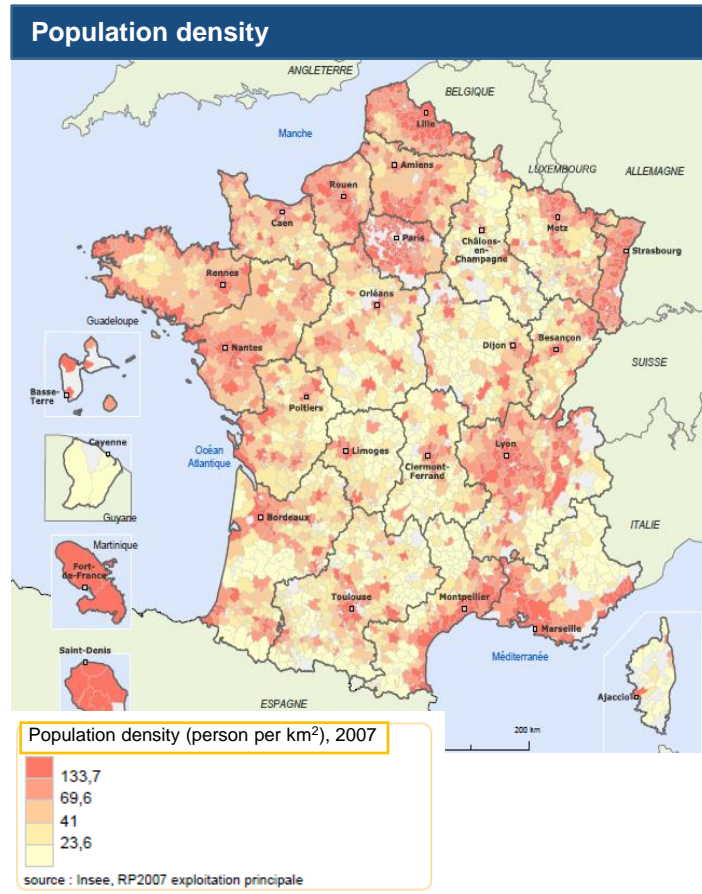 Population density
ANGLETERRE
BELGIQUE
Manche
Lille
LUXEMBOURG
ALLEMAGNE
Amiens
Rouen
Caen
Paris
Châlons-
en-
Champagne
Metz
Strasbourg
Rennes
Orléans
Guadeloupe
Basse-
Terre
Nantes
Dijon
Besançon
SUISSE
Poitiers
Océan
Atlantique
Limoges
Clermont-
Ferrand
Lyon
Cayenne
Guyane
Bordeaux
ITALIE
Martinique
Fort-
de-France
Toulouse
Montpellier
Marseille
Saint-Denis
Méditerranée
ESPAGNE
Ajaccio
200 km
Population density (person per km²), 2007
133,7
69,6
41
23,6
source : Insee, RP2007 exploitation principale